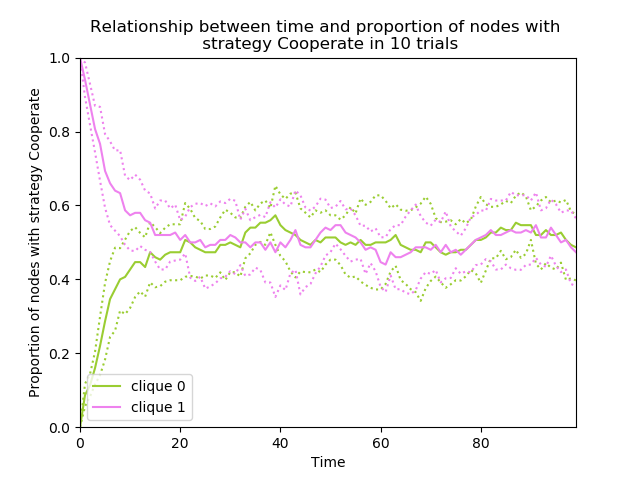 Relationship between time and proportion of nodes with
strategy Cooperate in 10 trials
Proportion of nodes with strategy Cooperate
1.0
0.8
0.6
0.4
0.2
0.0
clique 0
clique 1
0
20
40
60
80
Time